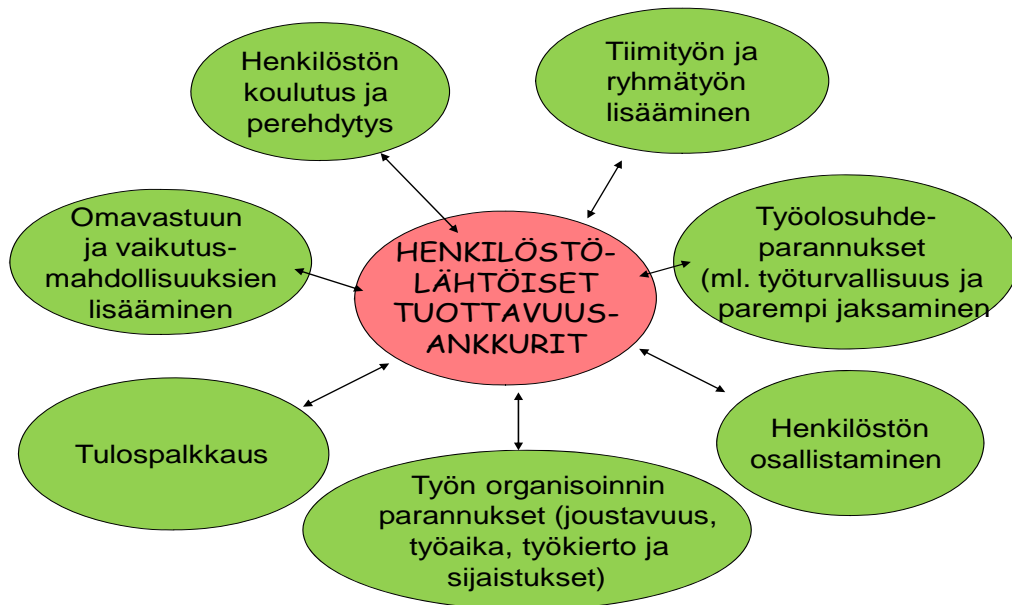 Henkilöstön
koulutus ja
perehdytys
Tiimityön ja
ryhmätyön
lisääminen
Omavastuun
ja vaikutus-
mahdollisuuksien
lisääminen
HENKILÖSTÖ-
LÄHTÖISET
TUOTTAVUUS-
ANKKURIT
Työolosuhde-
parannukset
(ml. työturvallisuus ja
parempi jaksaminen
Tulospalkkaus
Henkilöstön
osallistaminen
Työn organisoinnin
parannukset (joustavuus,
työaika, työkierto ja
sijaistukset)